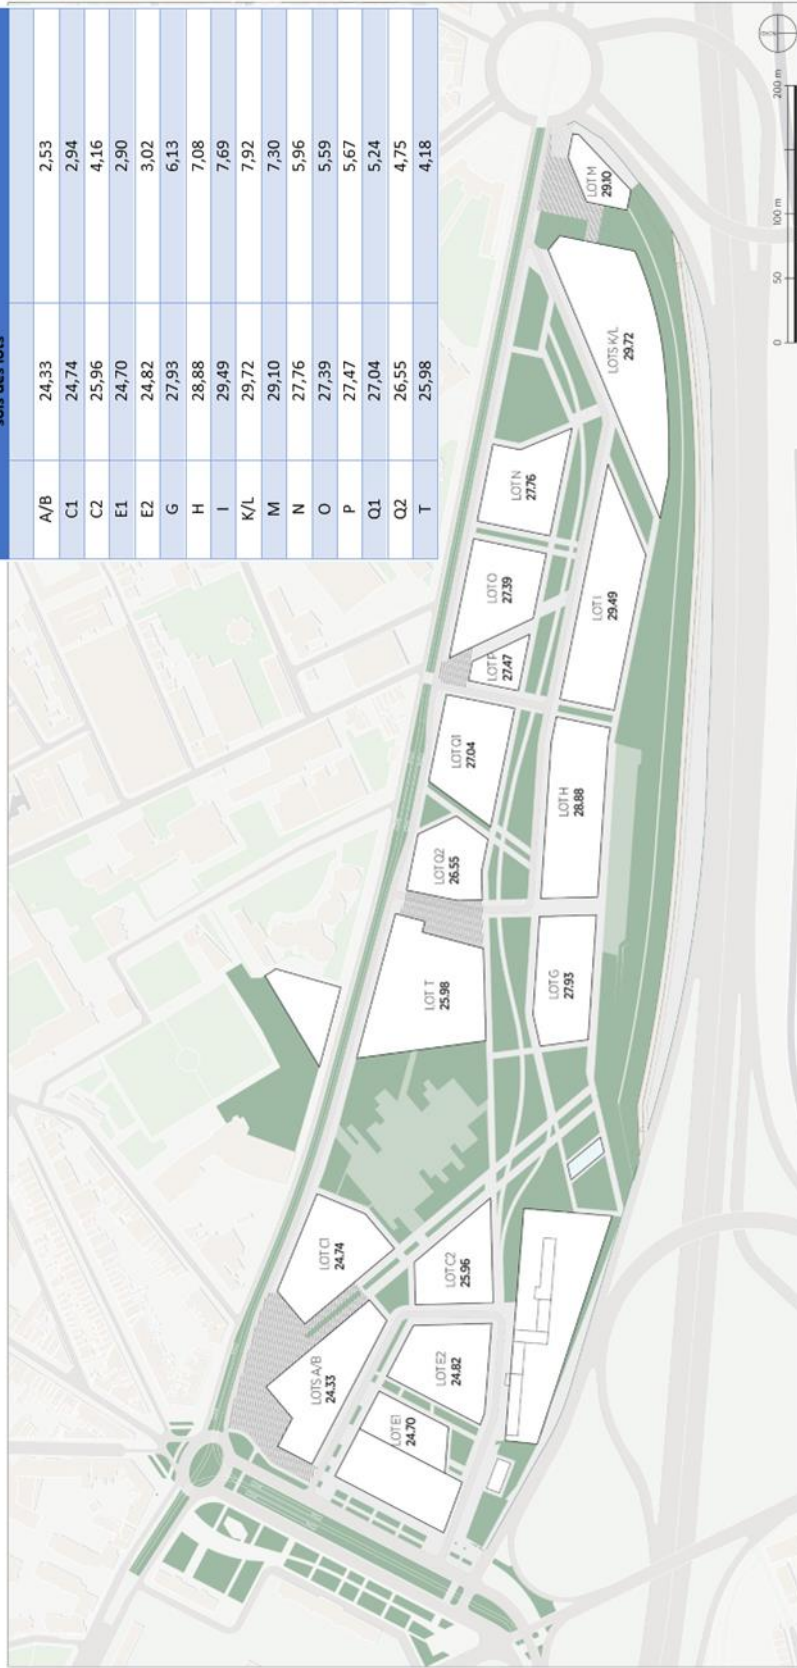 sols des lots
A/B 24,33 2,53
C1 24,74 2,94
C2 25,96 4,16
E1 24,70 2,90
E2 24,82 3,02
G 27,93 6,13
H 28,88 7,08
I 29,49 7,69
K/L 29,72 7,92
M 29,10 7,30
N 27,76 5,96
O 27,39 5,59
P 27,47 5,67
Q1 27,04 5,24
Q2 26,55 4,75
T 25,98 4,18
LOTS A/B
24.33
LOT C1
24.74
LOT E1
24.70
LOT E2
24.82
LOT C2
25.96
LOT T
25.98
LOT Q2
26.55
LOT Q1
27.04
LOT P
27.47
LOT O
27.39
LOT N
27.76
LOT G
27.93
LOT H
28.88
LOT I
29.49
LOTS K/L
29.72
LOT M
29.10
0 50 100 m 200 m